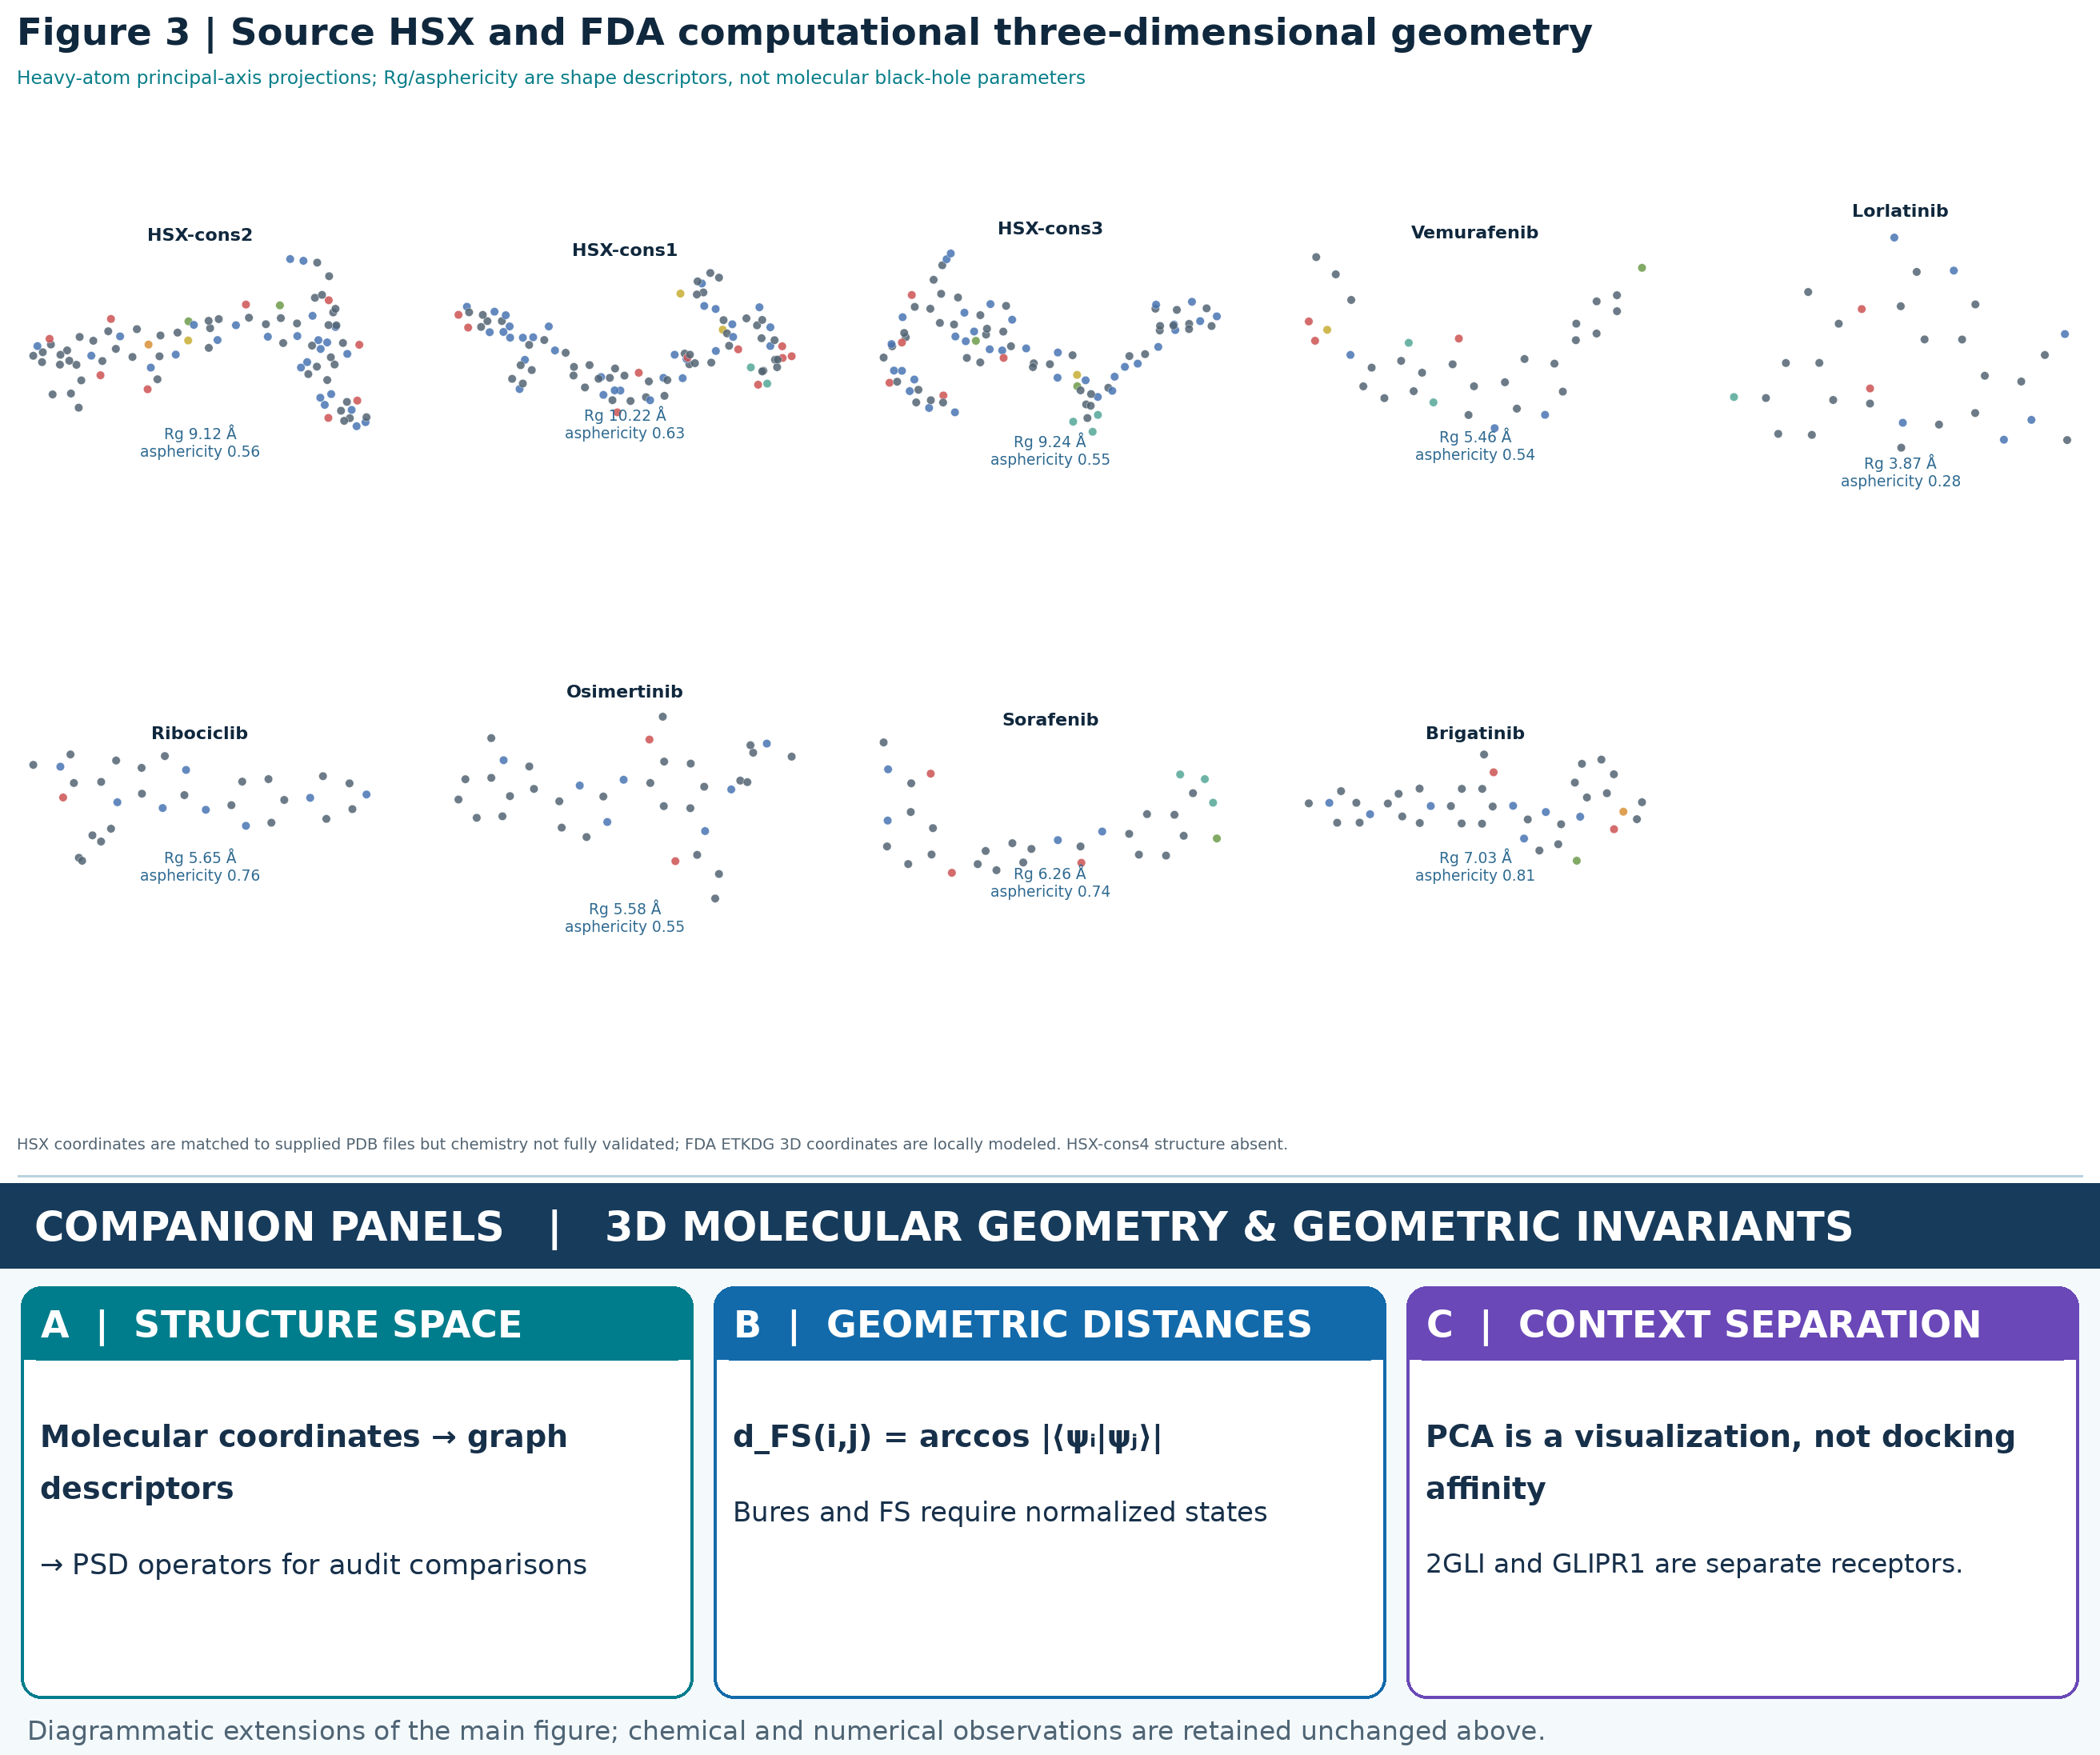 Figure 3 | Source HSX and FDA computational three-dimensional geometry
Heavy-atom principal-axis projections; Rg/asphericity are shape descriptors, not molecular black-hole parameters
HSX-cons2
Rg 9.12 Å
asphericity 0.56
HSX-cons1
Rg 10.22 Å
asphericity 0.63
HSX-cons3
Rg 9.24 Å
asphericity 0.55
Vemurafenib
Rg 5.46 Å
asphericity 0.54
Lorlatinib
Rg 3.87 Å
asphericity 0.28
Ribociclib
Rg 5.65 Å
asphericity 0.76
Osimertinib
Rg 5.58 Å
asphericity 0.55
Sorafenib
Rg 6.26 Å
asphericity 0.74
Brigatinib
Rg 7.03 Å
asphericity 0.81
HSX coordinates are matched to supplied PDB files but chemistry not fully validated; FDA ETKDG 3D coordinates are locally modeled. HSX-cons4 structure absent.
COMPANION PANELS | 3D MOLECULAR GEOMETRY & GEOMETRIC INVARIANTS
A | STRUCTURE SPACE
Molecular coordinates → graph
descriptors
→ PSD operators for audit comparisons
B | GEOMETRIC DISTANCES
d_FS(i,j) = arccos |⟨ψᵢ|ψⱼ⟩|
Bures and FS require normalized states
C | CONTEXT SEPARATION
PCA is a visualization, not docking
affinity
2GLI and GLIPR1 are separate receptors.
Diagrammatic extensions of the main figure; chemical and numerical observations are retained unchanged above.